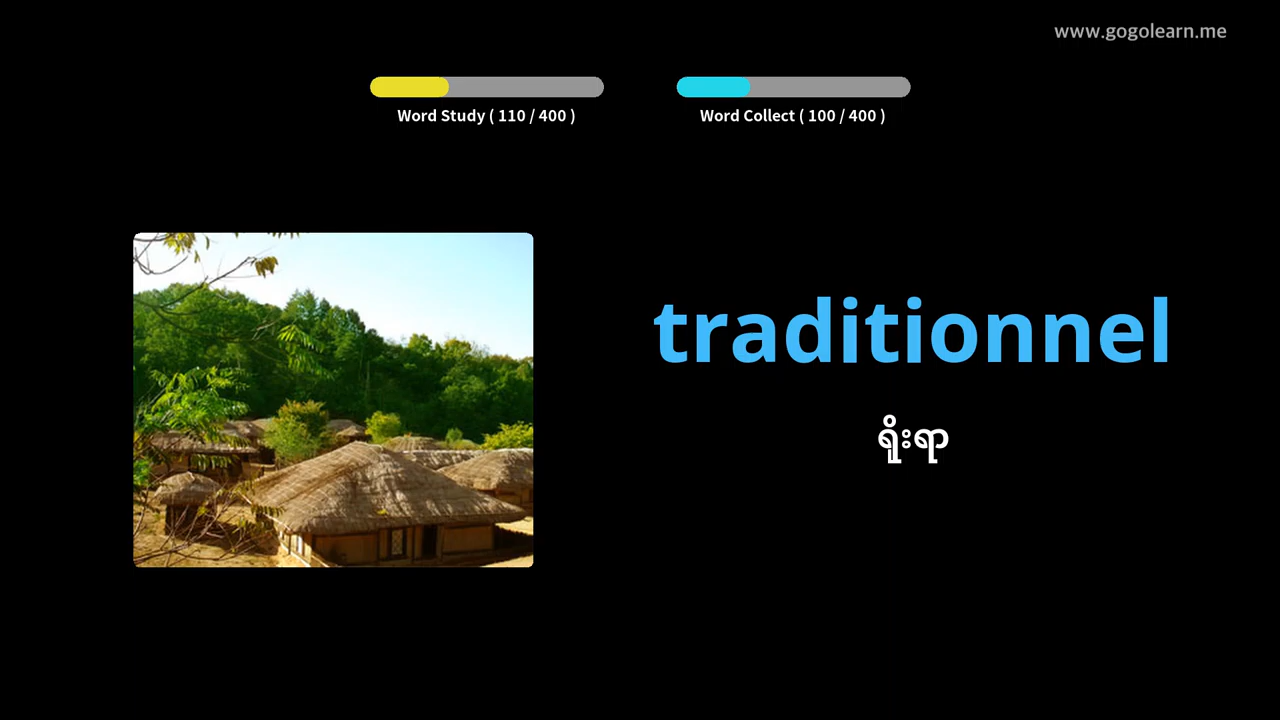 www.gogolearn.me
Word Study ( 110 / 400 )
Word Collect ( 100 / 400 )
traditionnel
ရိုးရာ